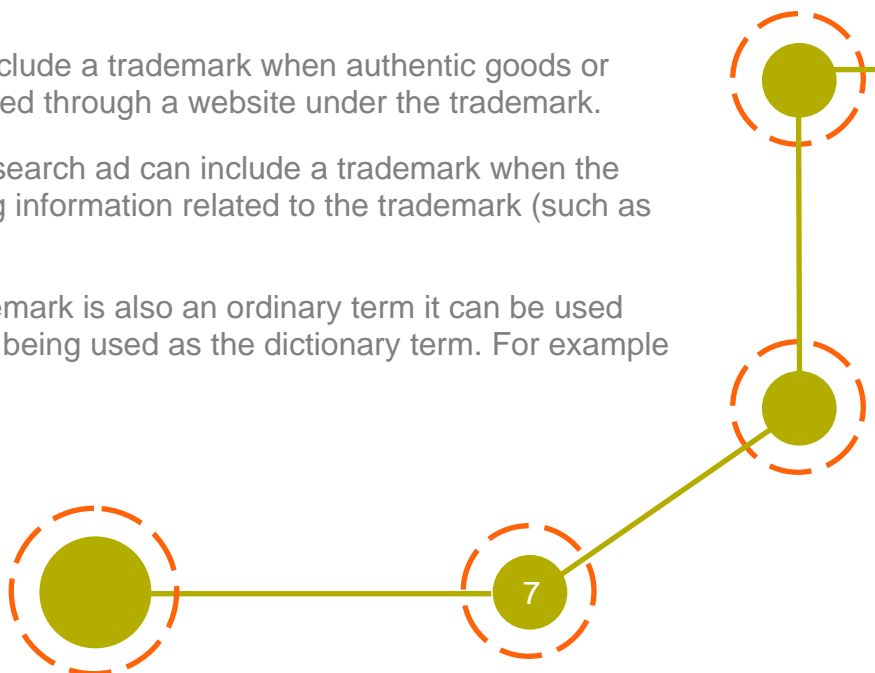 clude a trademark when authentic goods or
ed through a website under the trademark.
search ad can include a trademark when the
g information related to the trademark (such as
emark is also an ordinary term it can be used
being used as the dictionary term. For example
7